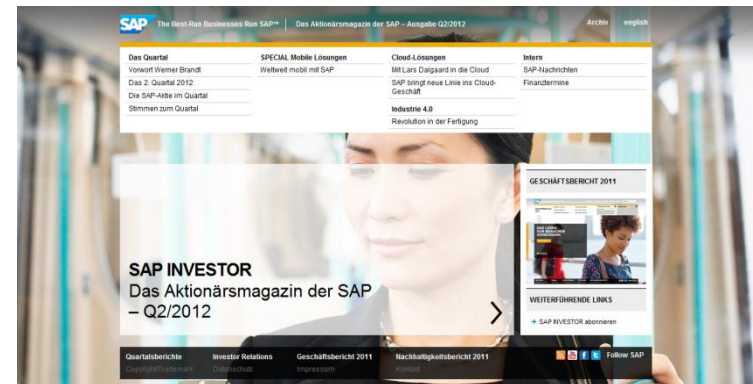 SAP The Best-Run Businesses Run SAP™ | Das Aktionärsmagazin der SAP – Ausgabe Q2/2012
Archiv english
Das Quartal
Vorwort Werner Brandt
Das 2. Quartal 2012
Die SAP-Aktie im Quartal
Stimmen zum Quartal
SPECIAL Mobile Lösungen
Weltweit mobil mit SAP
Cloud-Lösungen
Mit Lars Dalgaard in die Cloud
SAP bringt neue Linie ins Cloud-
Geschäft
Industrie 4.0
Revolution in der Fertigung
Intern
SAP-Nachrichten
Finanztermine
SAP INVESTOR
Das Aktionärsmagazin der SAP
– Q2/2012
GESCHÄFTSBERICHT 2011
WEITERFÜHRENDE LINKS
SAP INVESTOR abonnieren
Quartalsberichte Investor Relations Geschäftsbericht 2011 Nachhaltigkeitsbericht 2011
Copyright/Trademark Datenschutz Impressum Kontakt
Follow SAP